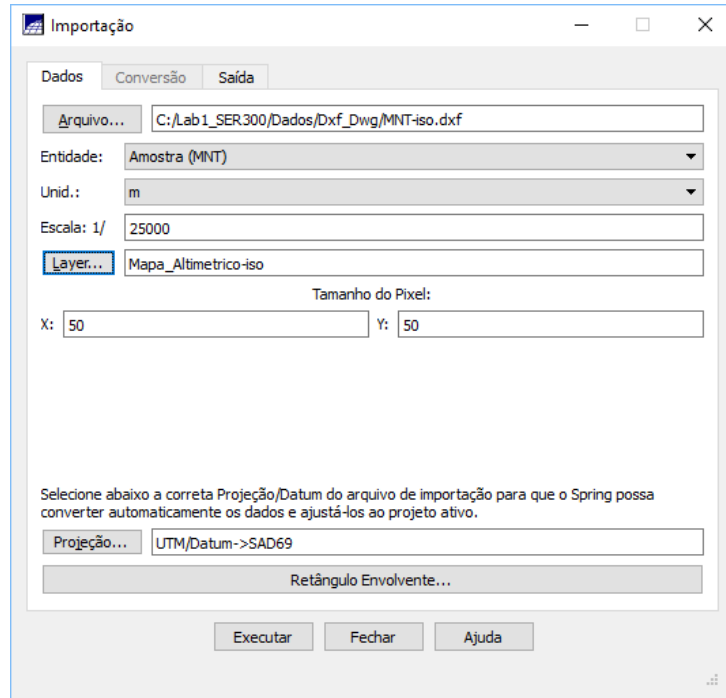 Importação
Dados Conversão Saída
Arquivo... C:/Lab1_SER300/Dados/Dxf_Dwg/MNT-iso.dxf
Entidade: Amostra (MNT)
Unid.: m
Escala: 1/ 25000
Layer... Mapa_Altimetrico-iso
Tamanho do Pixel:
X: 50 Y: 50
Selecione abaixo a correta Projeção/Datum do arquivo de importação para que o Spring possa
converter automaticamente os dados e ajustá-los ao projeto ativo.
Projeção... UTM/Datum->SAD69
Retângulo Envolvente...
Executar Fechar Ajuda